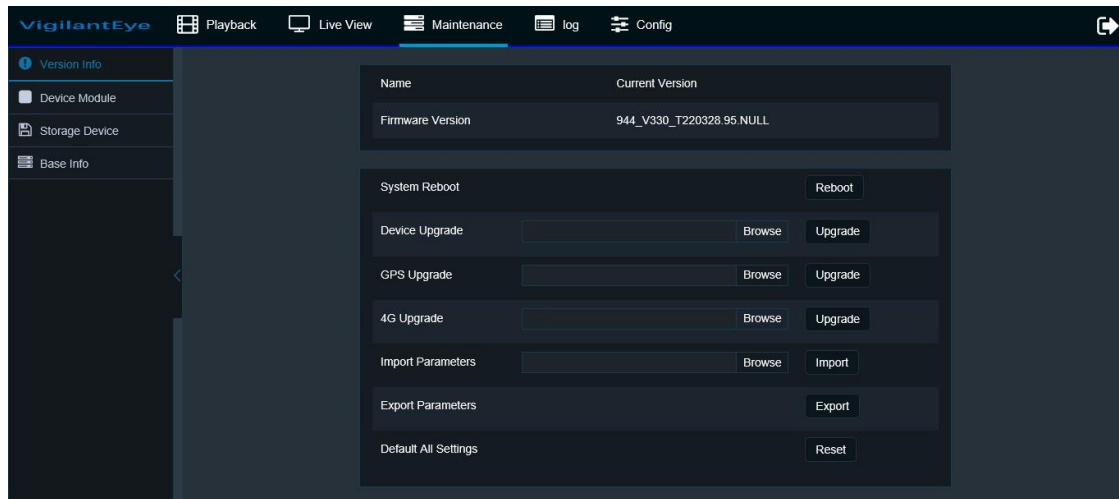 VigilantEye Playback Live View Maintenance log Config
Version Info
Device Module
Storage Device
Base Info
Name Current Version
Firmware Version 944_V330_T220328.95.NULL
System Reboot Reboot
Device Upgrade Browse Upgrade
GPS Upgrade Browse Upgrade
4G Upgrade Browse Upgrade
Import Parameters Browse Import
Export Parameters Export
Default All Settings Reset